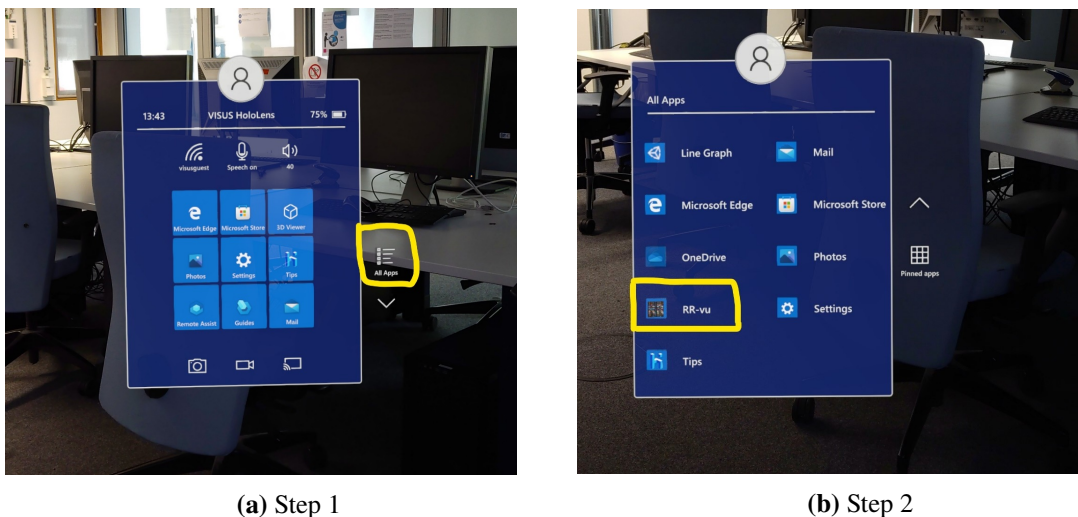 13:43 VISUS HoloLens 75%
visusguest Speech on 40
Microsoft Edge Microsoft Store 3D Viewer
Photos Settings Tips
Remote Assist Guides Mail
All Apps
(a) Step 1
All Apps
Line Graph Mail
Microsoft Edge Microsoft Store
OneDrive Photos
Pinned apps
RR-vu Settings
Tips
(b) Step 2